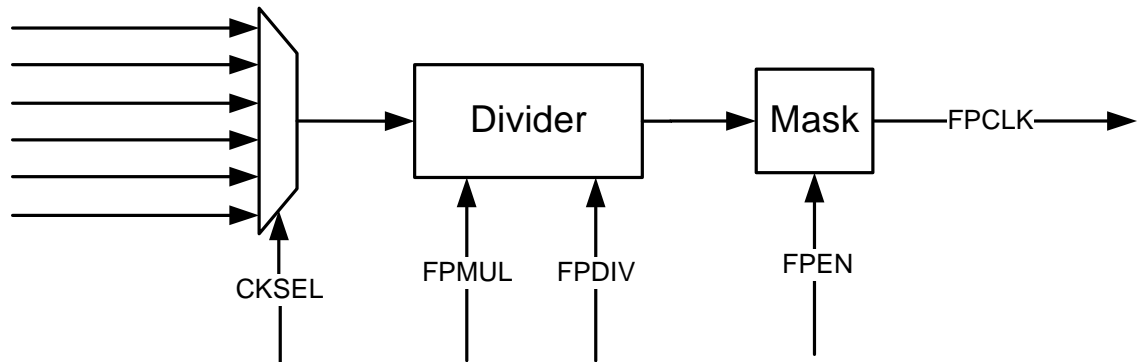 Divider
Mask
FPCLK
CKSEL
FPMUL
FPDIV
FPEN